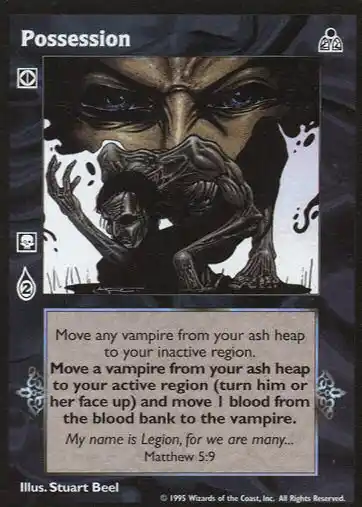 Possession
2
Move any vampire from your ash heap
to your inactive region.
Move a vampire from your ash heap
to your active region (turn him or
her face up) and move 1 blood from
the blood bank to the vampire.
My name is Legion, for we are many...
Matthew 5:9
Illus. Stuart Beel
© 1995 Wizards of the Coast, Inc. All Rights Reserved.